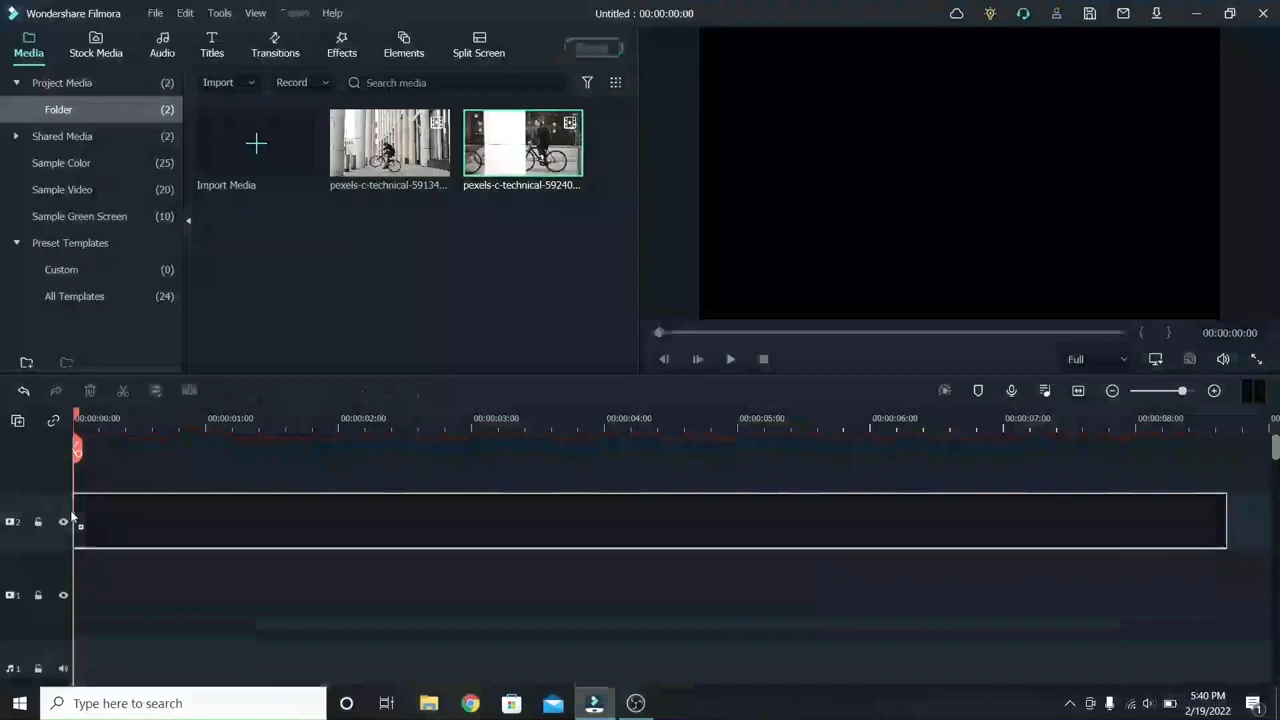 Wondershare Filmora File Edit Tools View Help Untitled : 00:00:00:00
Media Stock Media Audio Titles Transitions Effects Elements Split Screen
Project Media (2) Import Record Search media
Folder (2)
Shared Media (2)
Sample Color (25)
Sample Video (20)
Import Media pexels-c-technical-59134... pexels-c-technical-59240...
Sample Green Screen (10)
Preset Templates
Custom (0)
All Templates (24)
{ } 00:00:00:00
Full
00:00:00:00 00:00:01:00 00:00:02:00 00:00:03:00 00:00:04:00 00:00:05:00 00:00:06:00 00:00:07:00 00:00:08:00
2
1
1
Type here to search
5:40 PM
2/19/2022